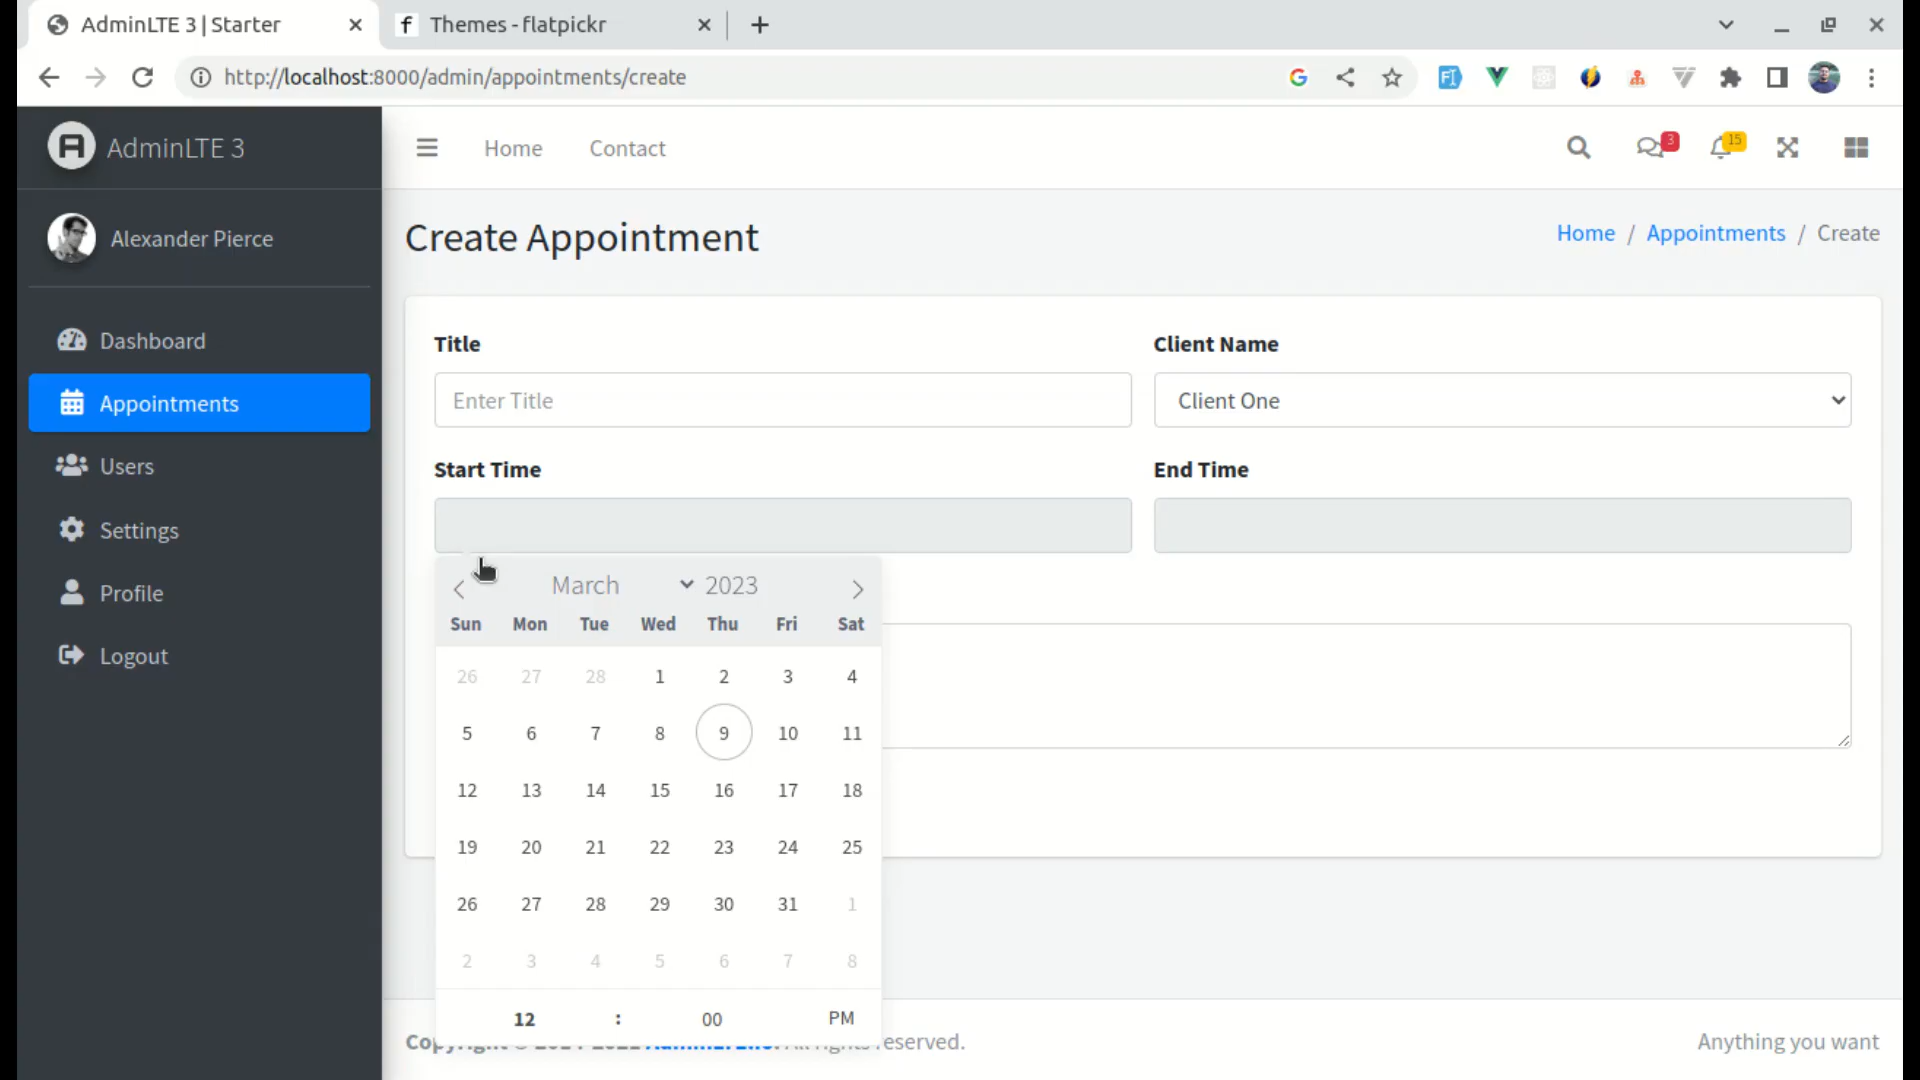 AdminLTE 3 | Starter
Themes - flatpickr
http://localhost:8000/admin/appointments/create
AdminLTE 3
Home
Contact
3
15
Alexander Pierce
Create Appointment
Home / Appointments / Create
Dashboard
Appointments
Users
Settings
Profile
Logout
Title
Client Name
Enter Title
Client One
Start Time
End Time
March 2023
Sun Mon Tue Wed Thu Fri Sat
26 27 28 1 2 3 4
5 6 7 8 9 10 11
12 13 14 15 16 17 18
19 20 21 22 23 24 25
26 27 28 29 30 31 1
2 3 4 5 6 7 8
12 : 00 PM
reserved.
Anything you want